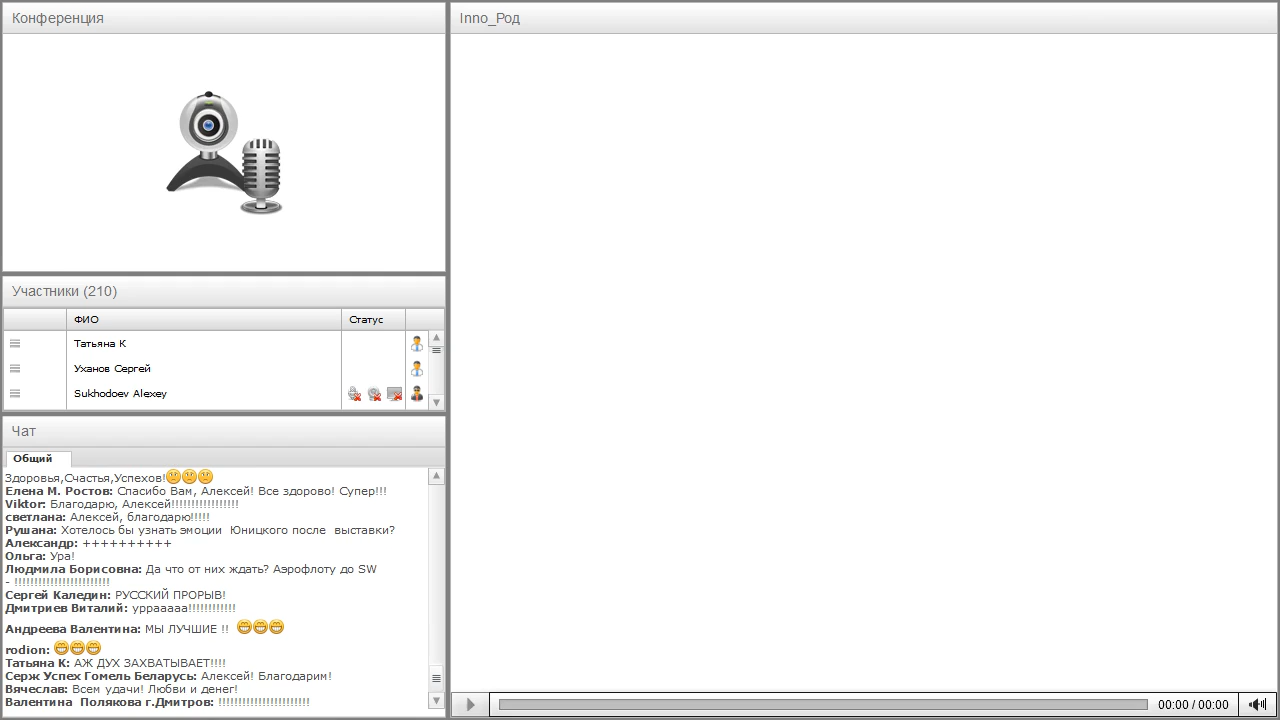 Конференция
Inno_Род
Участники (210)
ФИО Статус
Татьяна К
Уханов Сергей
Sukhodoev Alexey
Чат
Общий
Здоровья,Счастья,Успехов!
Елена М. Ростов: Спасибо Вам, Алексей! Все здорово! Супер!!!
Viktor: Благодарю, Алексей!!!!!!!!!!!!!!!!!
светлана: Алексей, благодарю!!!!!
Рушана: Хотелось бы узнать эмоции  Юницкого после  выставки?
Александр: ++++++++++
Ольга: Ура!
Людмила Борисовна: Да что от них ждать? Аэрофлоту до SW
- !!!!!!!!!!!!!!!!!!!!!!!!
Сергей Каледин: РУССКИЙ ПРОРЫВ!
Дмитриев Виталий: уррааааа!!!!!!!!!!!!
Андреева Валентина: МЫ ЛУЧШИЕ !!
rodion:
Татьяна К: АЖ ДУХ ЗАХВАТЫВАЕТ!!!!
Серж Успех Гомель Беларусь: Алексей! Благодарим!
Вячеслав: Всем удачи! Любви и денег!
Валентина  Полякова г.Дмитров: !!!!!!!!!!!!!!!!!!!!!!!
00:00 / 00:00